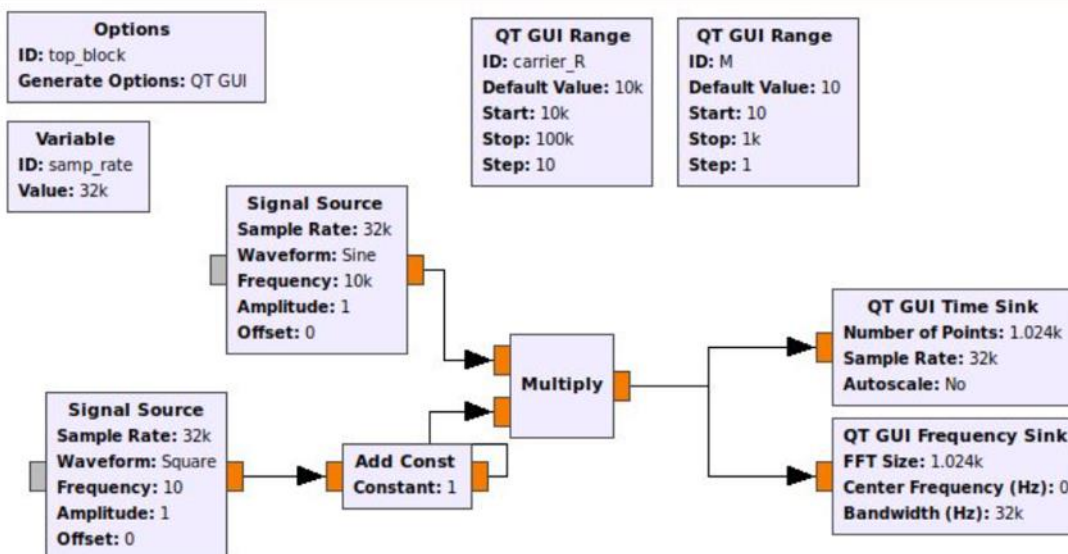 Options
ID: top_block
Generate Options: QT GUI
Variable
ID: samp_rate
Value: 32k
QT GUI Range
ID: carrier_R
Default Value: 10k
Start: 10k
Stop: 100k
Step: 10
QT GUI Range
ID: M
Default Value: 10
Start: 10
Stop: 1k
Step: 1
Signal Source
Sample Rate: 32k
Waveform: Sine
Frequency: 10k
Amplitude: 1
Offset: 0
Signal Source
Sample Rate: 32k
Waveform: Square
Frequency: 10
Amplitude: 1
Offset: 0
Add Const
Constant: 1
Multiply
QT GUI Time Sink
Number of Points: 1.024k
Sample Rate: 32k
Autoscale: No
QT GUI Frequency Sink
FFT Size: 1.024k
Center Frequency (Hz): 0
Bandwidth (Hz): 32k